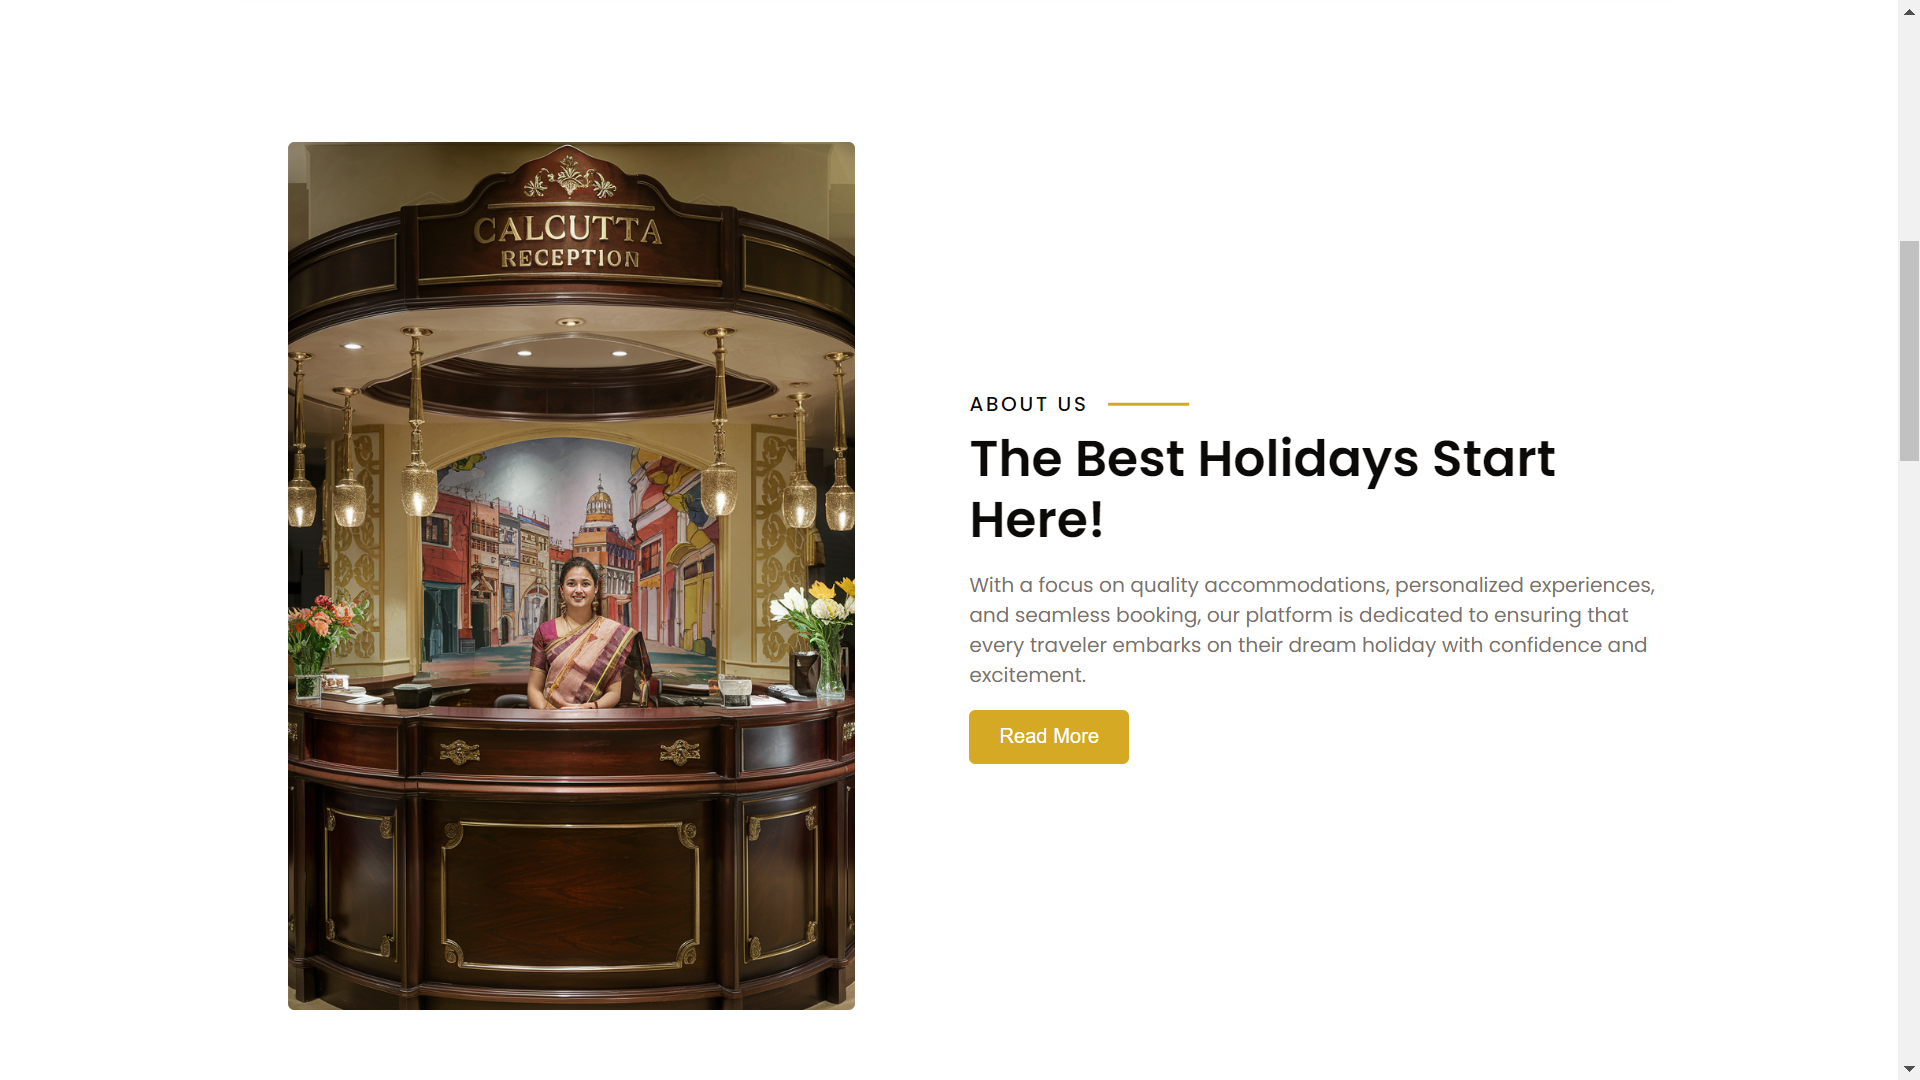 CALCUTTA
RECEPTION
ABOUT US
The Best Holidays Start
Here!
With a focus on quality accommodations, personalized experiences,
and seamless booking, our platform is dedicated to ensuring that
every traveler embarks on their dream holiday with confidence and
excitement.
Read More